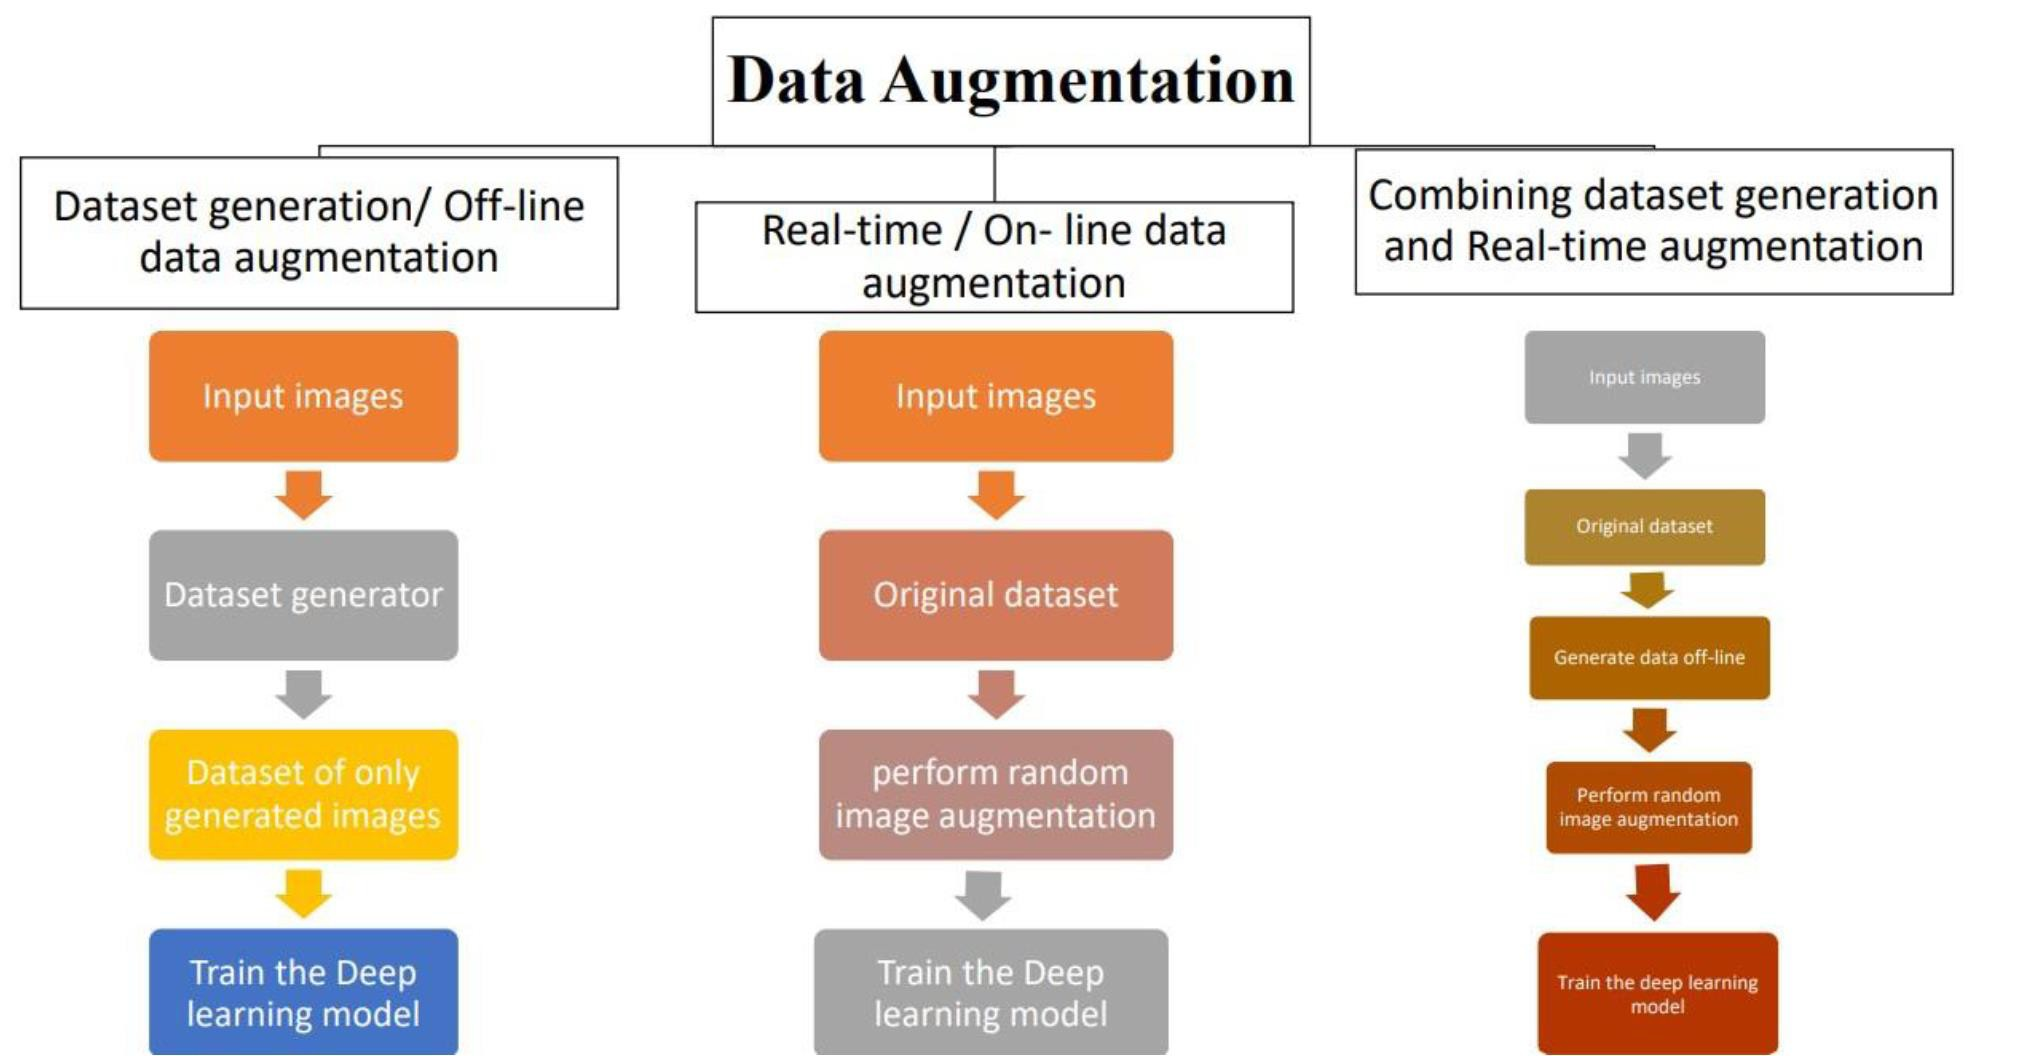 Data Augmentation
Dataset generation/ Off-line
data augmentation
Input images
Dataset generator
Dataset of only
generated images
Train the Deep
learning model
Real-time / On- line data
augmentation
Input images
Original dataset
perform random
image augmentation
Train the Deep
learning model
Combining dataset generation
and Real-time augmentation
Input images
Original dataset
Generate data off-line
Perform random
image augmentation
Train the deep learning
model